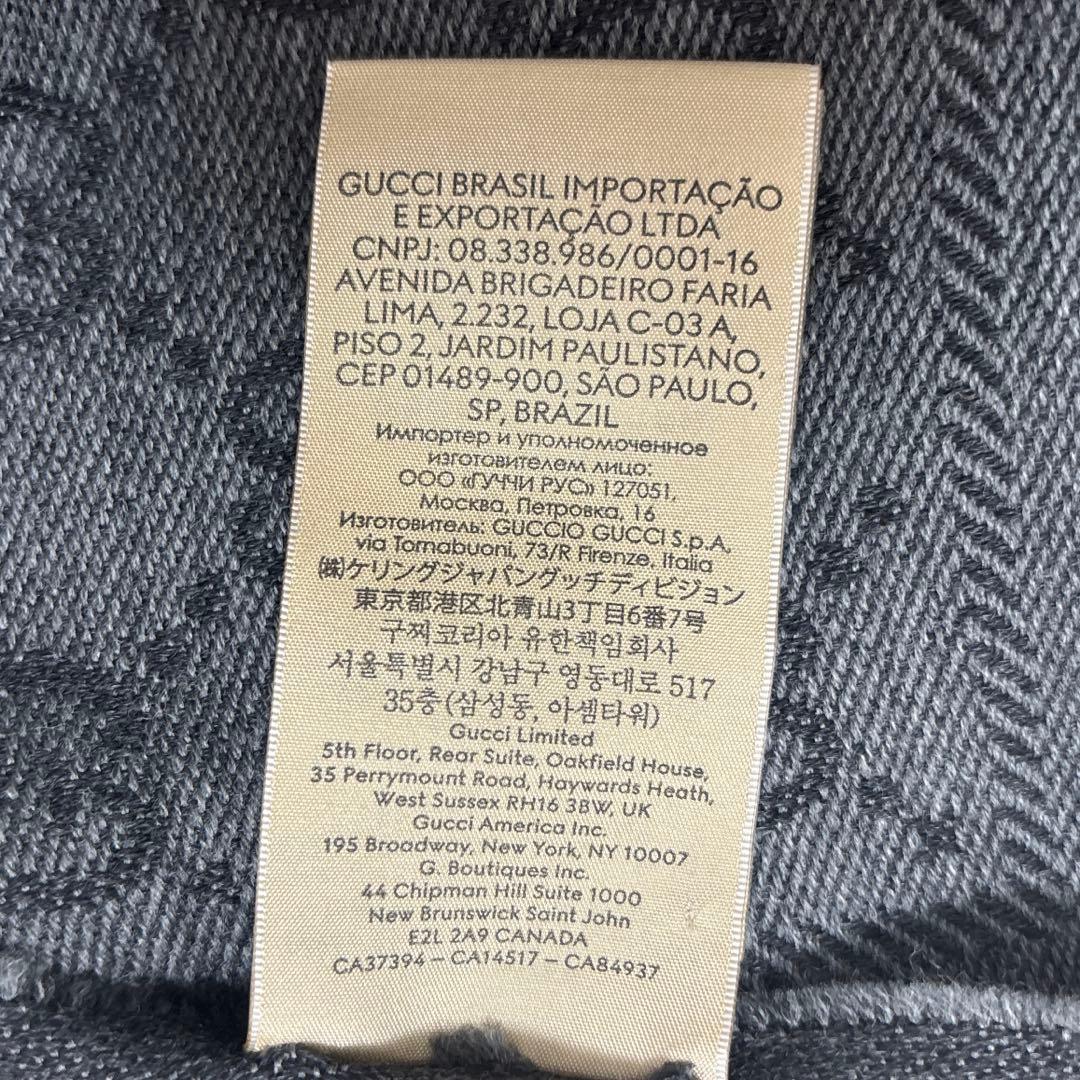 GUCCI BRASIL IMPORTAÇÃO
E EXPORTAÇÃO LTDA
CNPJ: 08.338.986/0001-16
AVENIDA BRIGADEIRO FARIA
LIMA, 2.232, LOJA C-03 A,
PISO 2, JARDIM PAULISTANO,
CEP 01489-900, SÃO PAULO,
SP, BRAZIL
Импортер и уполномоченное
изготовителем лицо:
ООО «ГУЧЧИ РУС» 127051,
Москва, Петровка, 16
Изготовитель: GUCCIO GUCCI S.p.A.
via Tornabuoni, 73/R Firenze, Italia
㈱ケリングジャパングッチディビジョン
東京都港区北青山3丁目6番7号
구찌코리아 유한책임회사
서울특별시 강남구 영동대로 517
35층 (삼성동, 아셈타워)
Gucci Limited
5th Floor, Rear Suite, Oakfield House,
35 Perrymount Road, Haywards Heath,
West Sussex RH16 3BW, UK
Gucci America Inc.
195 Broadway, New York, NY 10007
G. Boutiques Inc.
44 Chipman Hill Suite 1000
New Brunswick Saint John
E2L 2A9 CANADA
CA37394 – CA14517 – CA84937